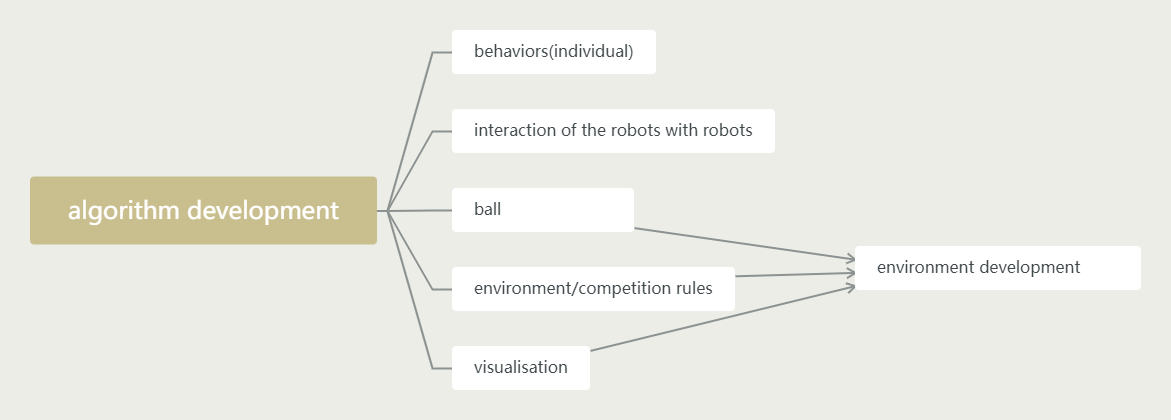 algorithm development
behaviors(individual)
interaction of the robots with robots
ball
environment/competition rules
visualisation
environment development